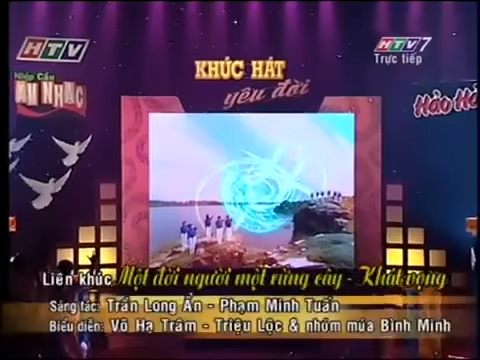 HTV
HTV7
Trực tiếp
Nhịp Cầu
ÂM NHẠC
KHÚC HÁT
yêu đời
Hảo Hả
Liên khúc: Một đời người một rừng cây - Khát vọng
Sáng tác: Trần Long Ẩn - Phạm Minh Tuấn
Biểu diễn: Võ Hạ Trâm - Triệu Lộc & nhóm múa Bình Minh